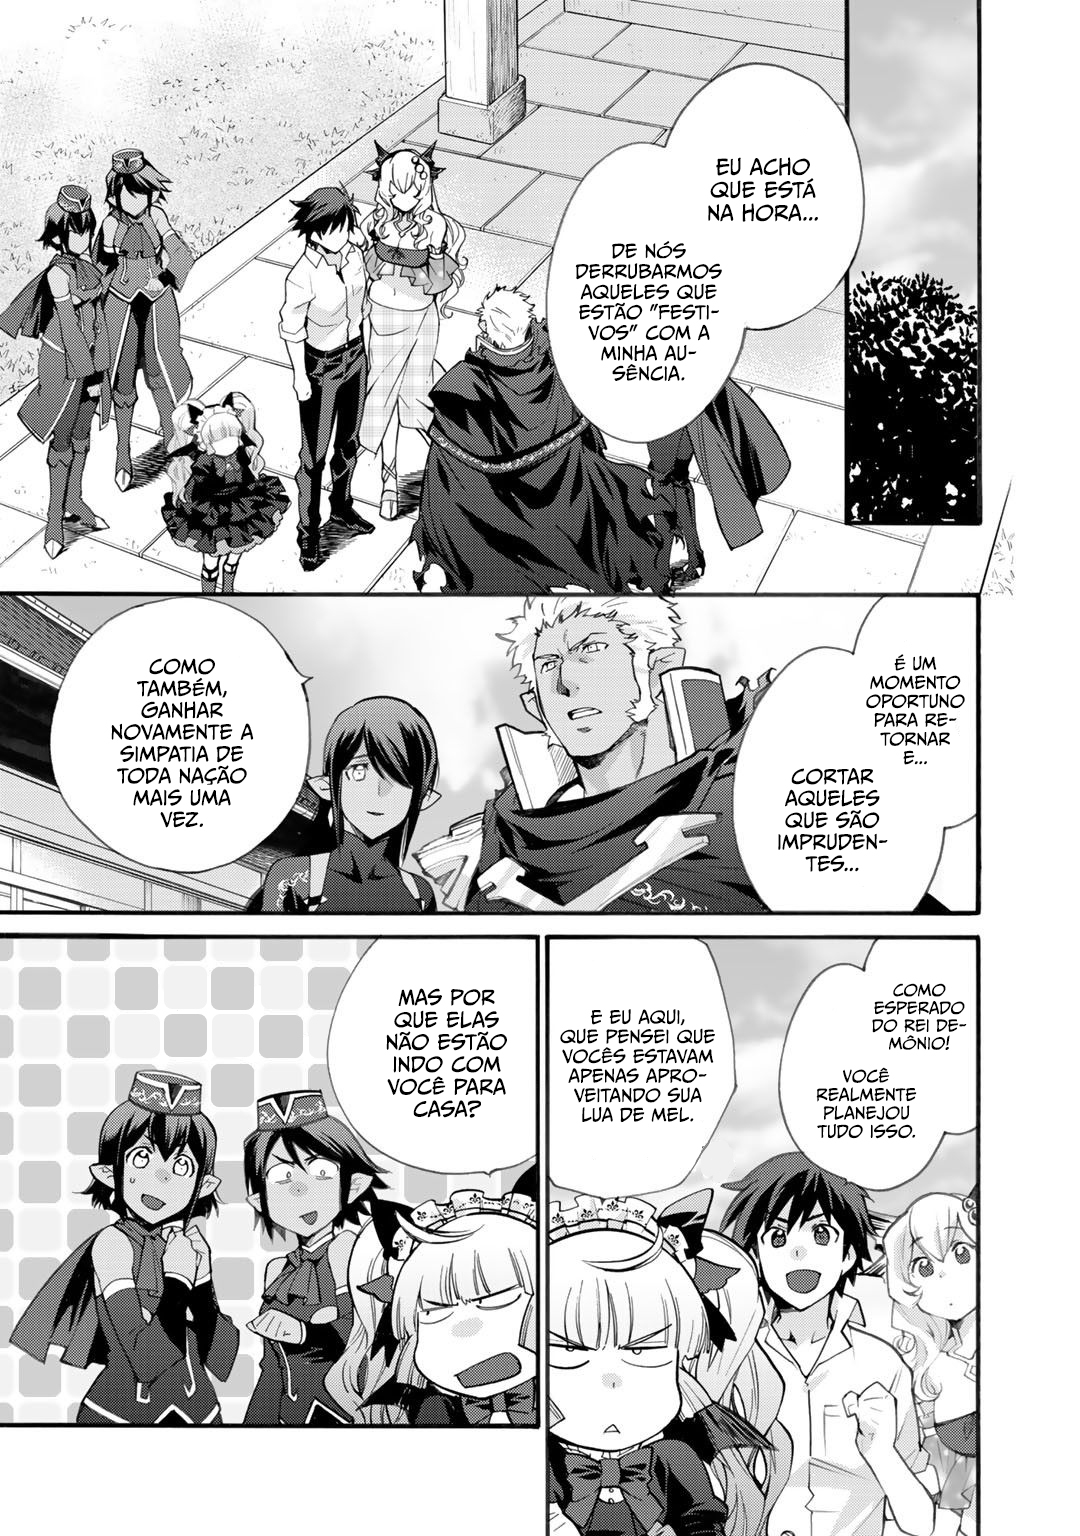 EU ACHO
QUE ESTÁ
NA HORA...
DE NÓS
DERRUBARMOS
AQUELES QUE
ESTÃO "FESTI-
VOS" COM A
MINHA AU-
SÊNCIA.
É UM
MOMENTO
OPORTUNO
PARA RE-
TORNAR
E...
CORTAR
AQUELES
QUE SÃO
IMPRUDEN-
TES...
COMO
TAMBÉM,
GANHAR
NOVAMENTE A
SIMPATIA DE
TODA NAÇÃO
MAIS UMA
VEZ.
COMO
ESPERADO
DO REI DE-
MÔNIO!
VOCÊ
REALMENTE
PLANEJOU
TUDO ISSO.
E EU AQUI,
QUE PENSEI QUE
VOCÊS ESTAVAM
APENAS APRO-
VEITANDO SUA
LUA DE MEL.
MAS POR
QUE ELAS
NÃO ESTÃO
INDO COM
VOCÊ PARA
CASA?